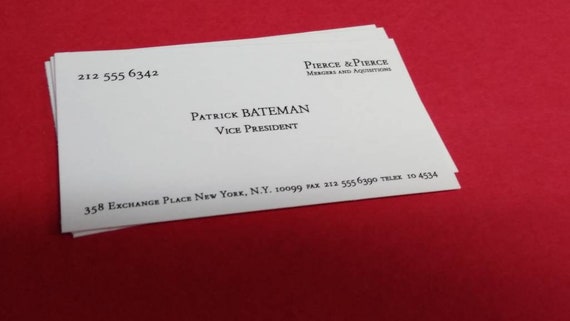 212 555 6342
Pierce & Pierce
Mergers and Aquisitions
Patrick BATEMAN
Vice President
358 Exchange Place New York, N.Y. 10099 fax 212 555 6390 telex 10 4534